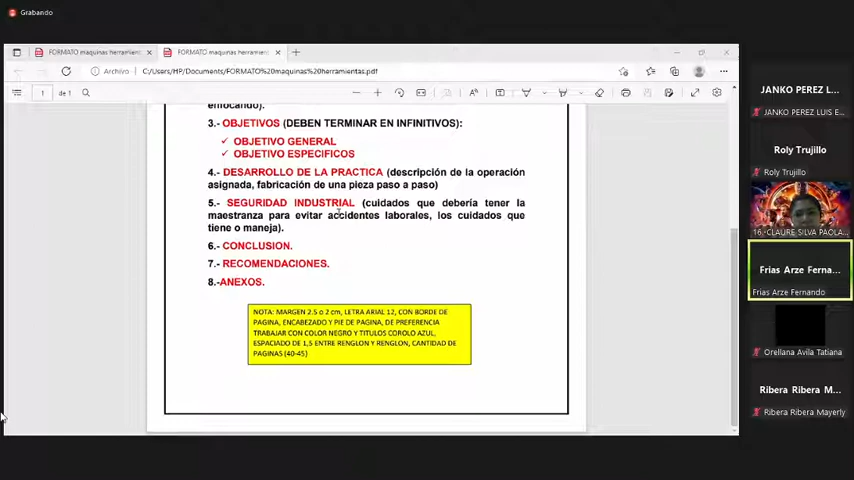 Grabando
FORMATO maquinas herramien
FORMATO maquinas herramient
Archivo
C:/Users/HP/Documents/FORMATO%20maquinas%20herramientas.pdf
1
de 1
enfocando).
3.- OBJETIVOS (DEBEN TERMINAR EN INFINITIVOS):
✓ OBJETIVO GENERAL
✓ OBJETIVO ESPECIFICOS
4.- DESARROLLO DE LA PRACTICA (descripción de la operación
asignada, fabricación de una pieza paso a paso)
5.- SEGURIDAD INDUSTRIAL (cuidados que debería tener la
maestranza para evitar accidentes laborales, los cuidados que
tiene o maneja).
6.- CONCLUSION.
7.- RECOMENDACIONES.
8.-ANEXOS.
NOTA: MARGEN 2.5 o 2 cm, LETRA ARIAL 12, CON BORDE DE
PAGINA, ENCABEZADO Y PIE DE PAGINA, DE PREFERENCIA
TRABAJAR CON COLOR NEGRO Y TITULOS COROLO AZUL,
ESPACIADO DE 1,5 ENTRE RENGLON Y RENGLON, CANTIDAD DE
PAGINAS (40-45)
JANKO PEREZ L...
JANKO PEREZ LUIS E...
Roly Trujillo
Roly Trujillo
16.-CLAURE SILVA PAOLA...
Frias Arze Ferna...
Frias Arze Fernando
Orellana Avila Tatiana
Ribera Ribera M...
Ribera Ribera Mayerly